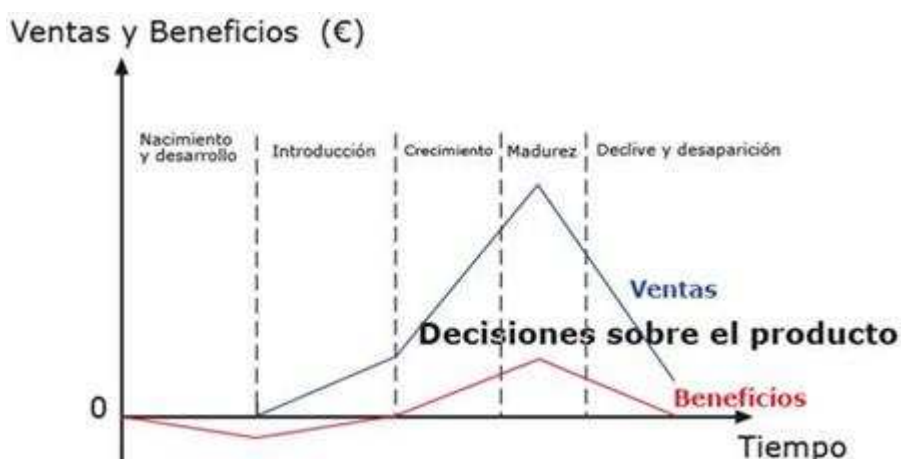 Ventas y Beneficios (€)
Nacimiento
y desarrollo
Introducción
Crecimiento
Madurez
Declive y desaparición
Ventas
Decisiones sobre el producto
Beneficios
0
Tiempo